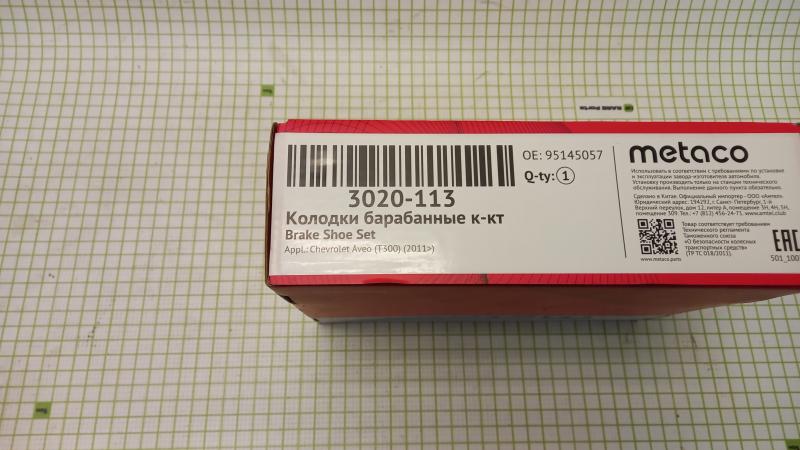 OE: 95145057
Q-ty: 1
3020-113
Колодки барабанные к-кт
Brake Shoe Set
Appl.: Chevrolet Aveo (T300) (2011>)
metaco
Использовать в соответствии с требованиями по установке
и эксплуатации завода-изготовителя автомобиля.
Установку производить только на станции технического
обслуживания. Выполнение данного пункта обязательно.
Сделано в Китае. Официальный импортер - ООО «Амтел»
Юридический адрес: 194292, г. Санкт- Петербург, 1-й
Верхний переулок, дом 12, литер А, помещение 3Н, 4Н, 5Н,
помещение 309. Тел.: +7 (812) 456-24-73, www.amtel.club
Товар соответствует требованиям
Технического регламента
Таможенного союза
«О безопасности колесных
транспортных средств»
(ТР ТС 018/2011).
www.metaco.parts
EAC